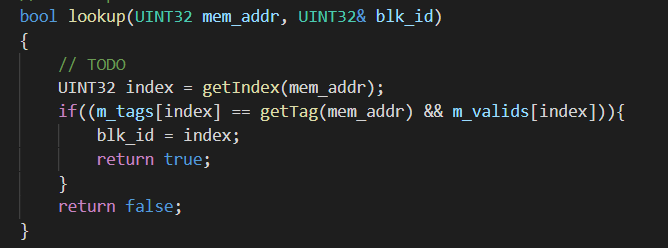 bool lookup(UINT32 mem_addr, UINT32& blk_id)
{
    // TODO
    UINT32 index = getIndex(mem_addr);
    if((m_tags[index] == getTag(mem_addr) && m_valids[index])){
        blk_id = index;
        return true;
    }
    return false;
}